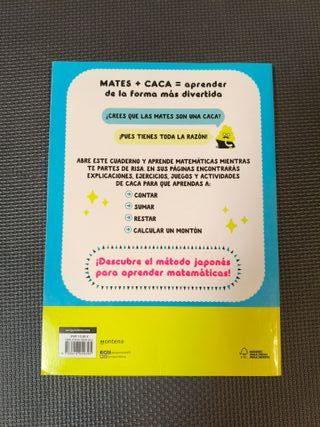 MATES + CACA = aprender
de la forma más divertida
¿CREES QUE LAS MATES SON UNA CACA?
¡PUES TIENES TODA LA RAZÓN!
ABRE ESTE CUADERNO Y APRENDE MATEMÁTICAS MIENTRAS
TE PARTES DE RISA. EN SUS PÁGINAS ENCONTRARÁS
EXPLICACIONES, EJERCICIOS, JUEGOS Y ACTIVIDADES
DE CACA PARA QUE APRENDAS A:
CONTAR
SUMAR
RESTAR
CALCULAR UN MONTÓN
¡Descubre el método japonés
para aprender matemáticas!
montena